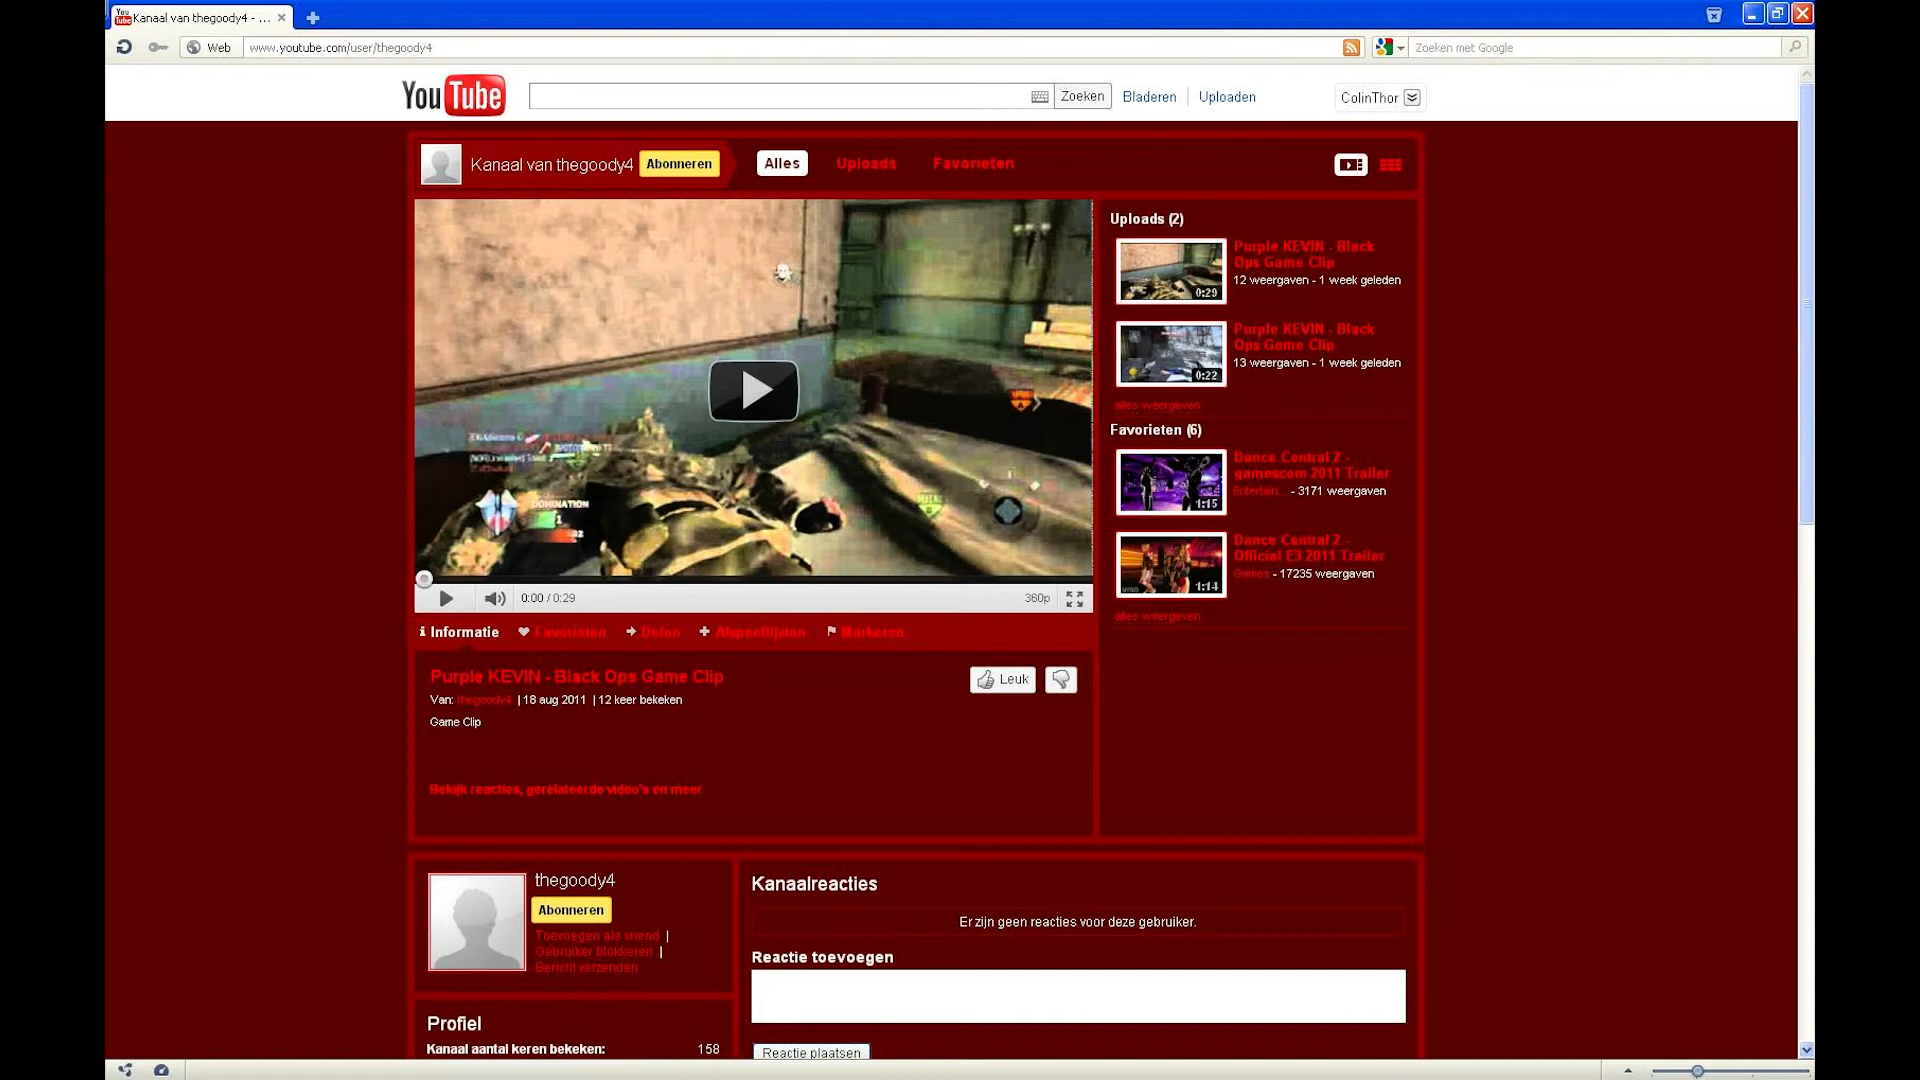 Kanaal van thegoody4 - ...
Web
www.youtube.com/user/thegoody4
Zoeken met Google
YouTube
Zoeken
Bladeren
Uploaden
ColinThor
Kanaal van thegoody4
Abonneren
Alles
Uploads
Favorieten
Uploads (2)
Purple KEVIN - Black
Ops Game Clip
12 weergaven - 1 week geleden
0:29
Purple KEVIN - Black
Ops Game Clip
13 weergaven - 1 week geleden
0:22
alles weergeven
Favorieten (6)
Dance Central 2 -
gamescom 2011 Trailer
Entertain... - 3171 weergaven
1:15
Dance Central 2 -
Official E3 2011 Trailer
Games - 17235 weergaven
1:14
alles weergeven
DOMINATION
0:00 / 0:29
360p
Informatie
Favorieten
Delen
Afspeellijsten
Markeren
Purple KEVIN - Black Ops Game Clip
Leuk
Van: thegoody4 | 18 aug 2011 | 12 keer bekeken
Game Clip
Bekijk reacties, gerelateerde video's en meer
thegoody4
Abonneren
Toevoegen als vriend |
Gebruiker blokkeren |
Bericht verzenden
Profiel
Kanaal aantal keren bekeken: 158
Kanaalreacties
Er zijn geen reacties voor deze gebruiker.
Reactie toevoegen
Reactie plaatsen